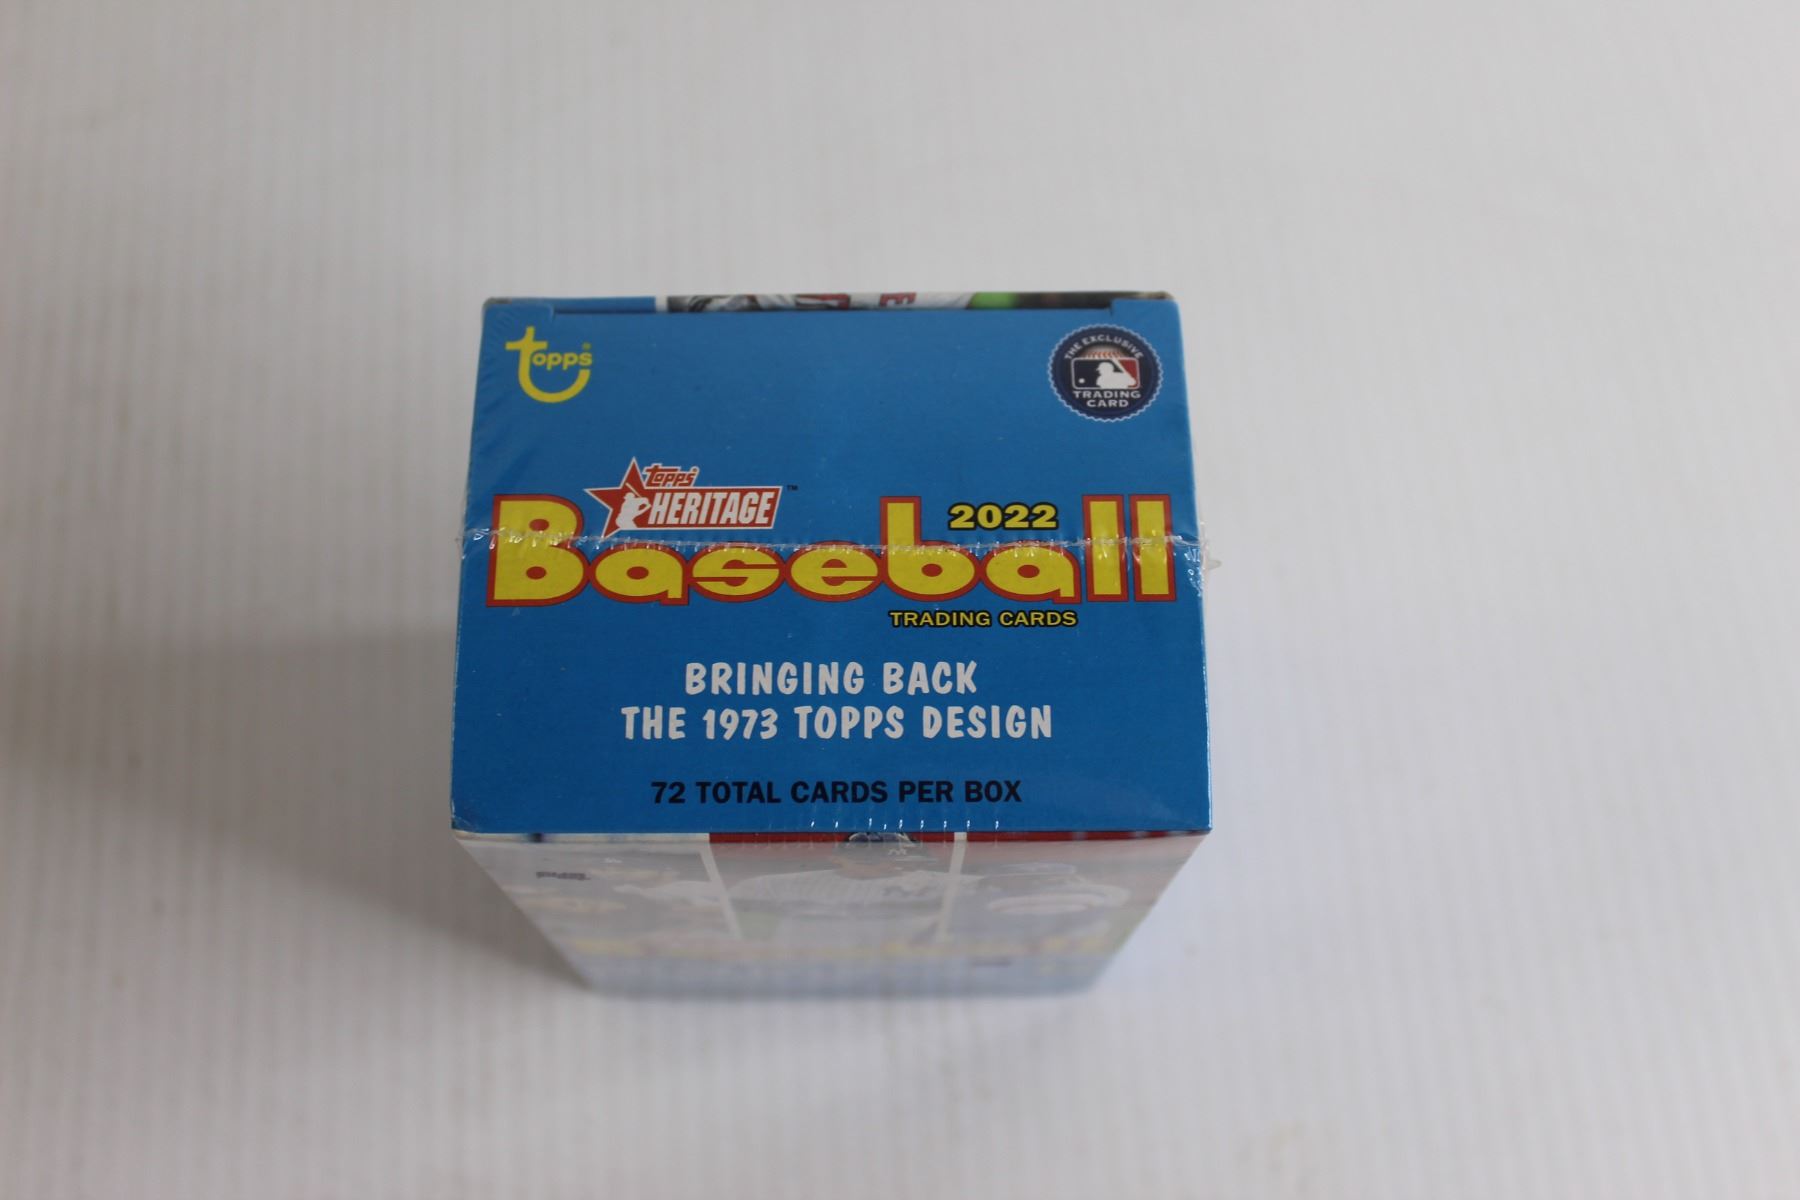 topps®
THE EXCLUSIVE
TRADING
CARD
topps
HERITAGE™
2022
Baseball
TRADING CARDS
BRINGING BACK
THE 1973 TOPPS DESIGN
72 TOTAL CARDS PER BOX